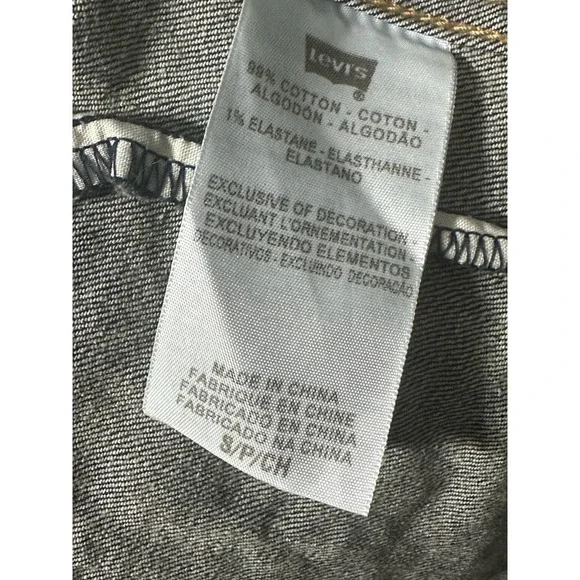 Levi's
®
99% COTTON - COTON -
ALGODÓN - ALGODÃO
1% ELASTANE - ELASTHANNE -
ELASTANO
EXCLUSIVE OF DECORATION -
EXCLUANT L'ORNEMENTATION -
EXCLUYENDO ELEMENTOS
DECORATIVOS - EXCLUINDO DECORAÇÃO
MADE IN CHINA
FABRIQUÉ EN CHINE
FABRICADO EN CHINA
FABRICADO NA CHINA
S/P/CH